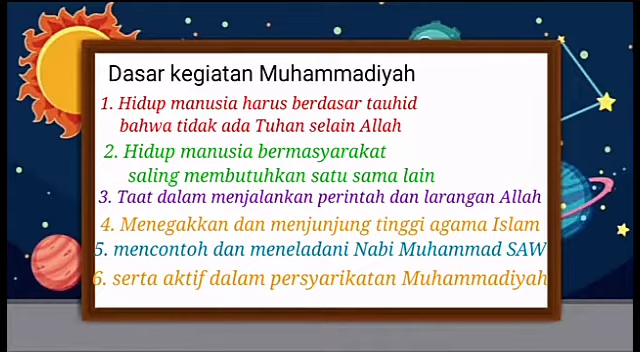 Dasar kegiatan Muhammadiyah
1. Hidup manusia harus berdasar tauhid
bahwa tidak ada Tuhan selain Allah
2. Hidup manusia bermasyarakat
saling membutuhkan satu sama lain
3. Taat dalam menjalankan perintah dan larangan Allah
4. Menegakkan dan menjunjung tinggi agama Islam
5. mencontoh dan meneladani Nabi Muhammad SAW
6. serta aktif dalam persyarikatan Muhammadiyah